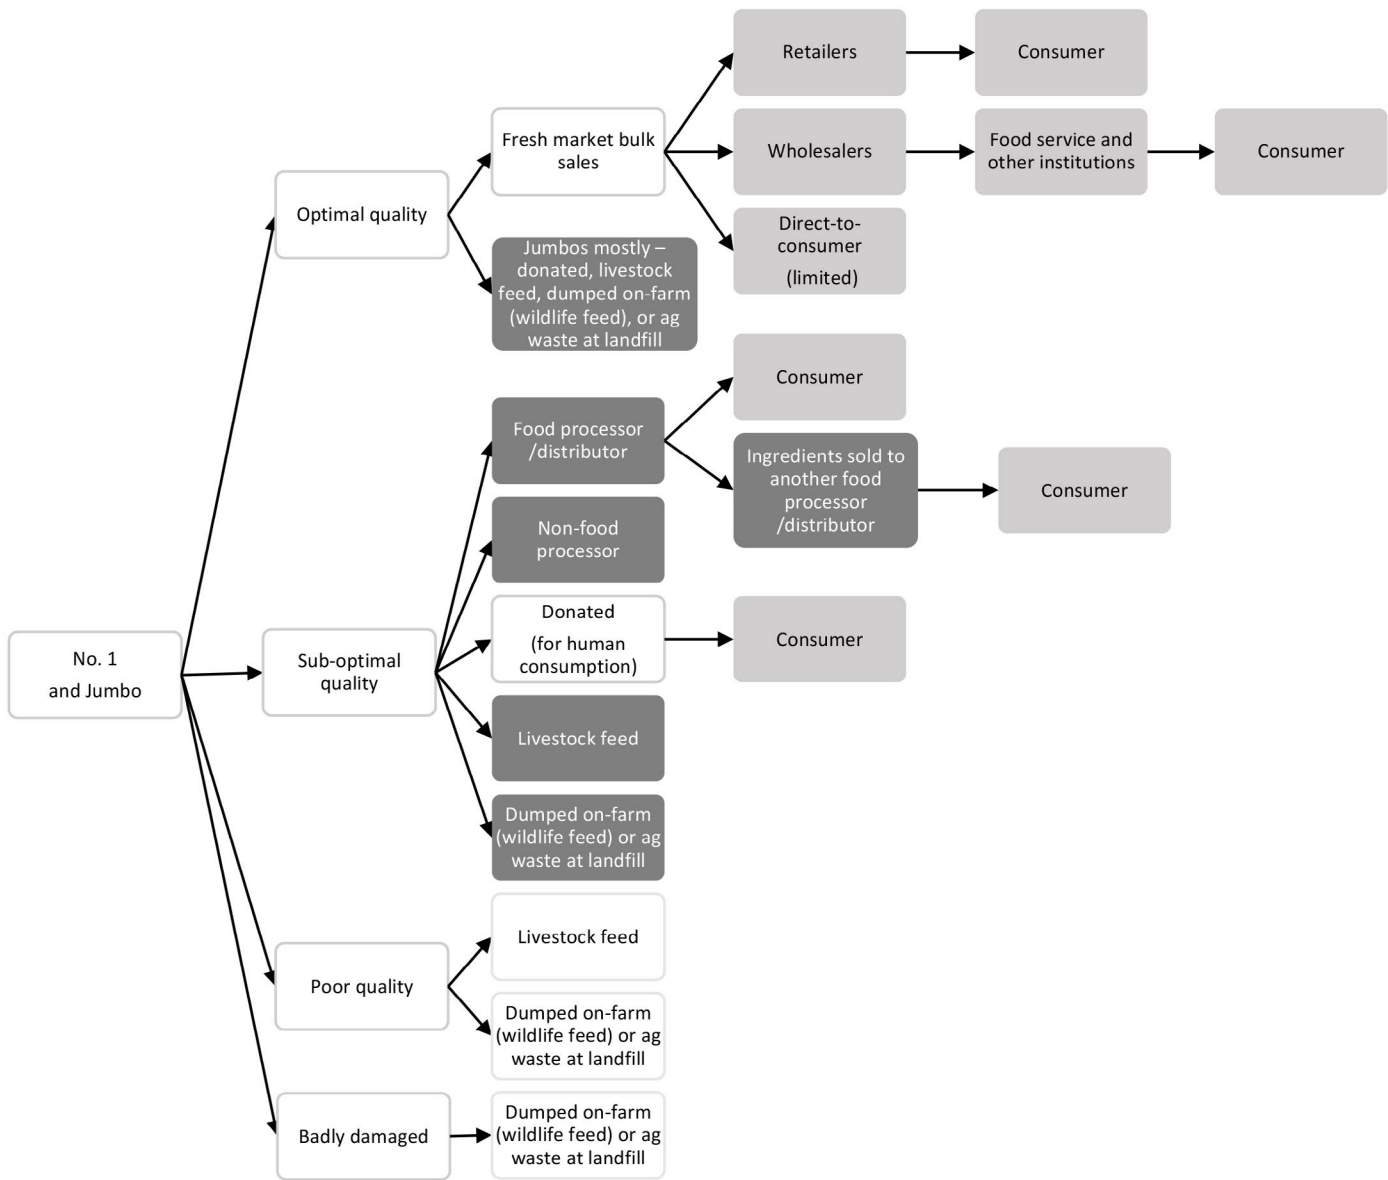 No. 1
and Jumbo
Optimal quality
Fresh market bulk
sales
Retailers
Consumer
Wholesalers
Food service and
other institutions
Consumer
Direct-to-
consumer
(limited)
Jumbos mostly –
donated, livestock
feed, dumped on-farm
(wildlife feed), or ag
waste at landfill
Sub-optimal
quality
Food processor
/distributor
Consumer
Ingredients sold to
another food
processor
/distributor
Consumer
Non-food
processor
Donated
(for human
consumption)
Consumer
Livestock feed
Dumped on-farm
(wildlife feed) or ag
waste at landfill
Poor quality
Livestock feed
Dumped on-farm
(wildlife feed) or ag
waste at landfill
Badly damaged
Dumped on-farm
(wildlife feed) or ag
waste at landfill